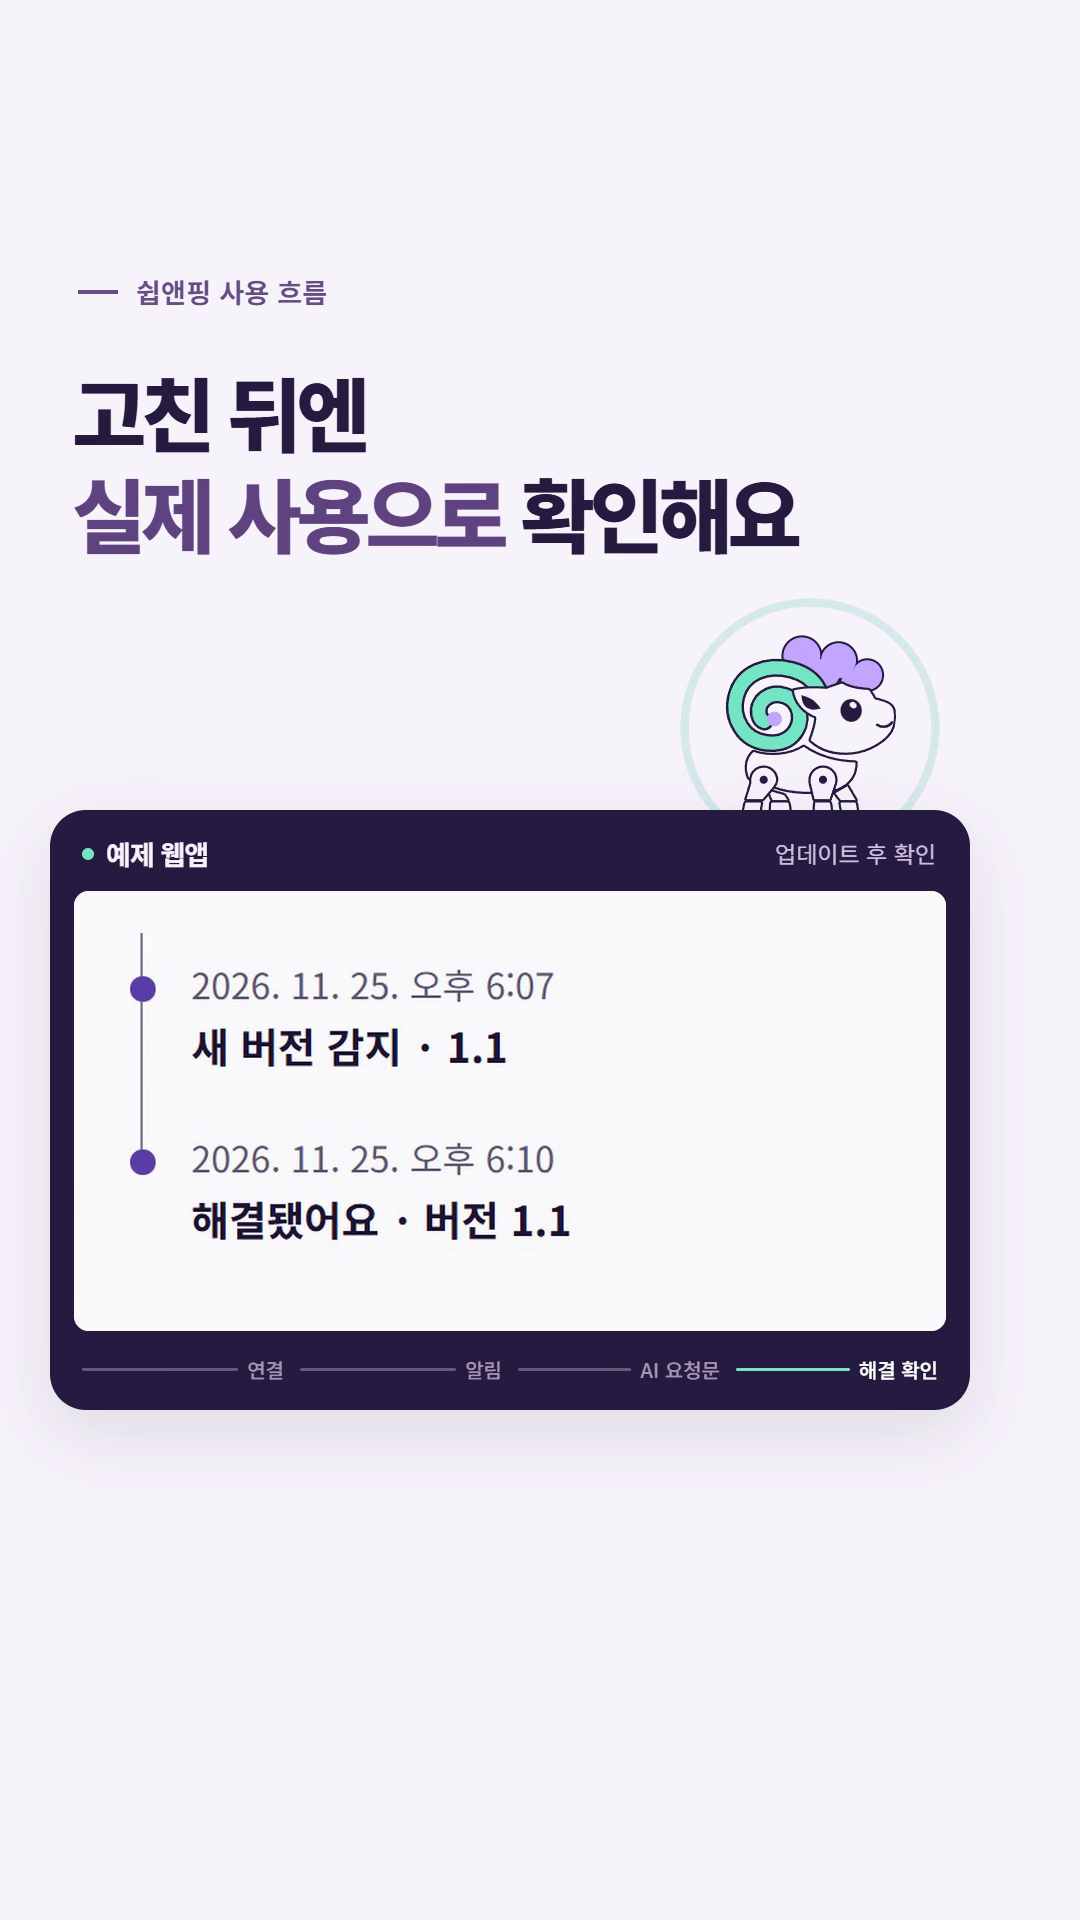 쉽앤핑 사용 흐름
고친 뒤엔
실제 사용으로 확인해요
예제 웹앱
업데이트 후 확인
2026. 11. 25. 오후 6:07
새 버전 감지 · 1.1
2026. 11. 25. 오후 6:10
해결됐어요 · 버전 1.1
연결 알림 AI 요청문 해결 확인